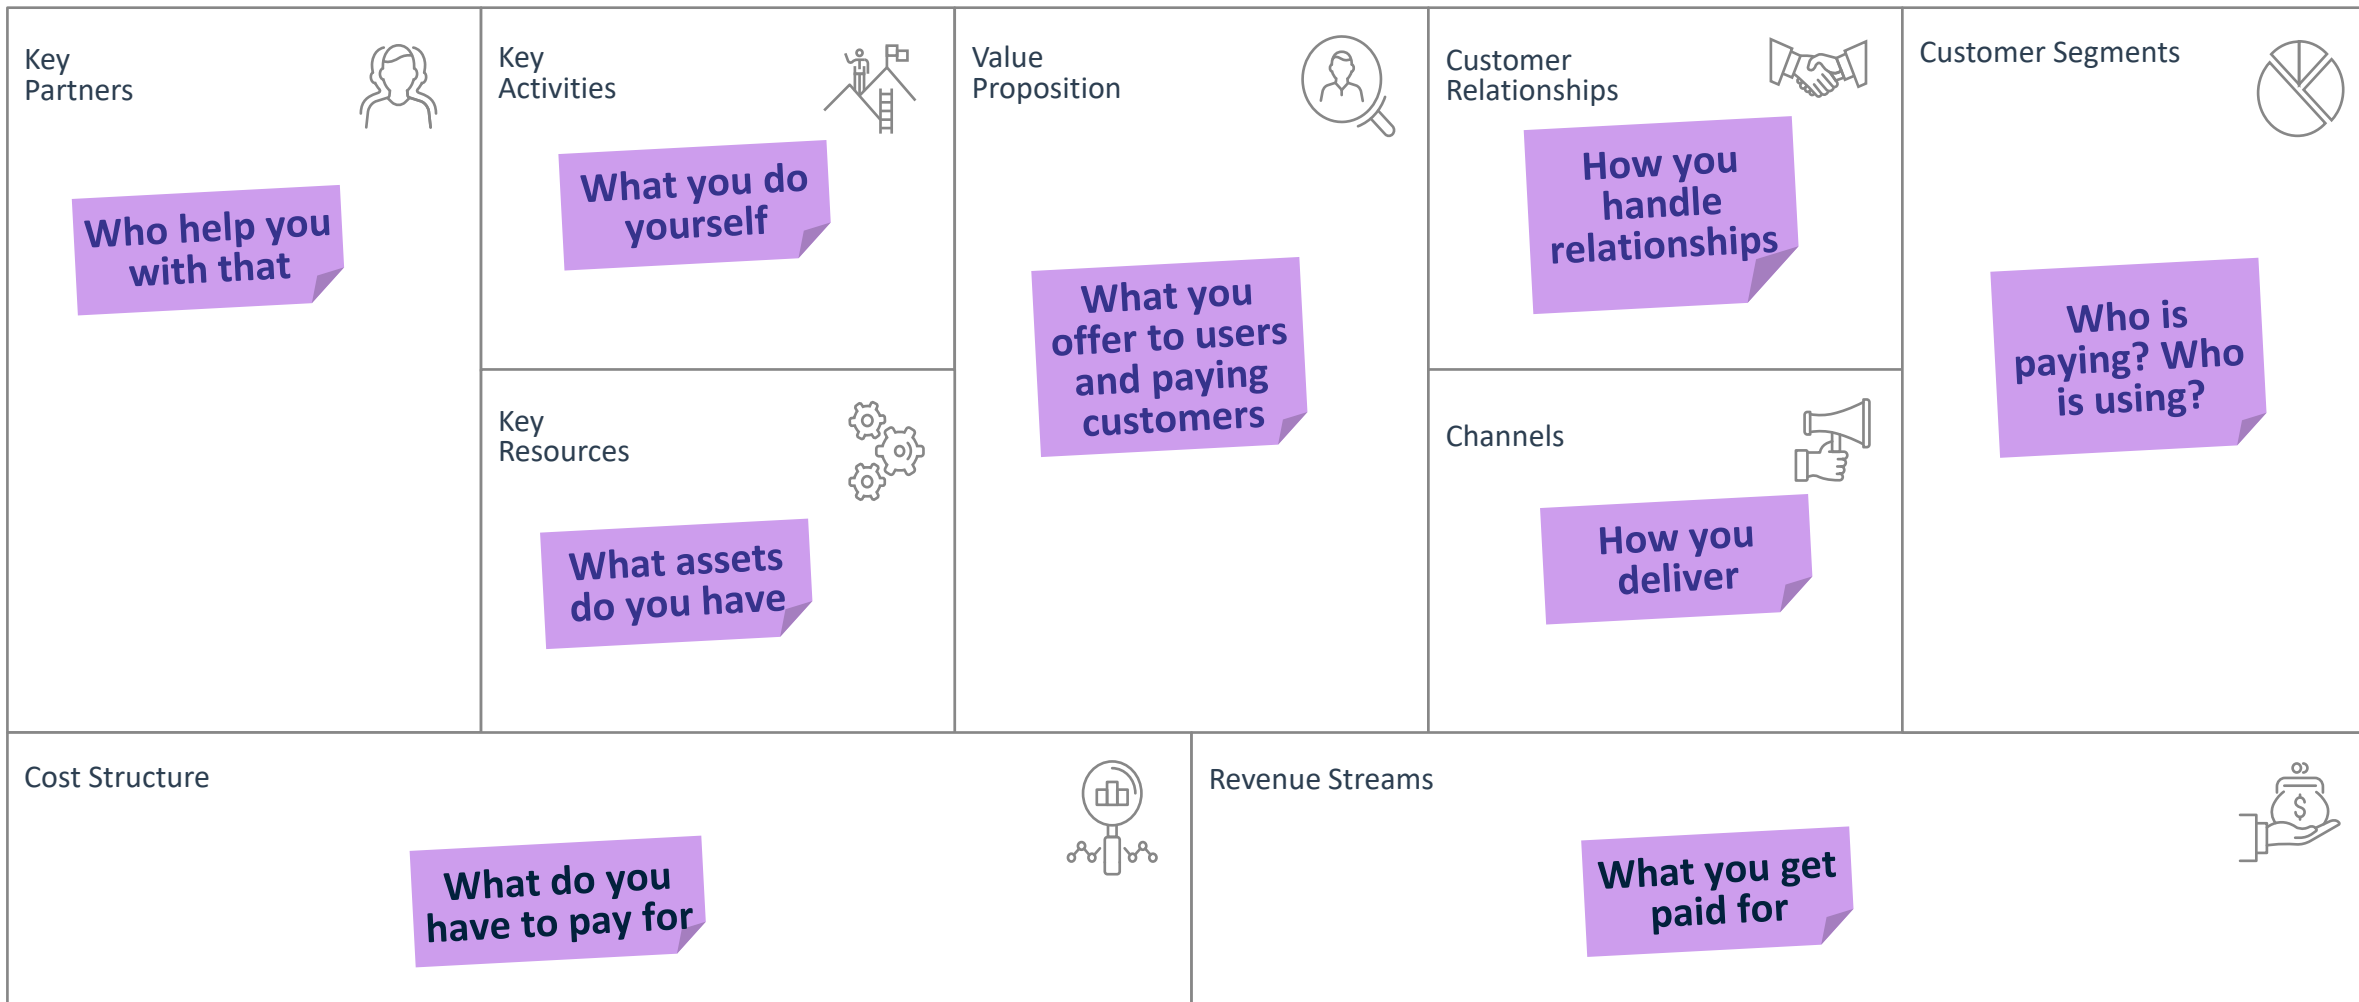 Key
Partners
Who help you
with that
Key
Activities
What you do
yourself
Key
Resources
What assets
do you have
Value
Proposition
What you
offer to users
and paying
customers
Customer
Relationships
How you
handle
relationships
Channels
How you
deliver
Customer Segments
Who is
paying? Who
is using?
Cost Structure
What do you
have to pay for
Revenue Streams
$
What you get
paid for